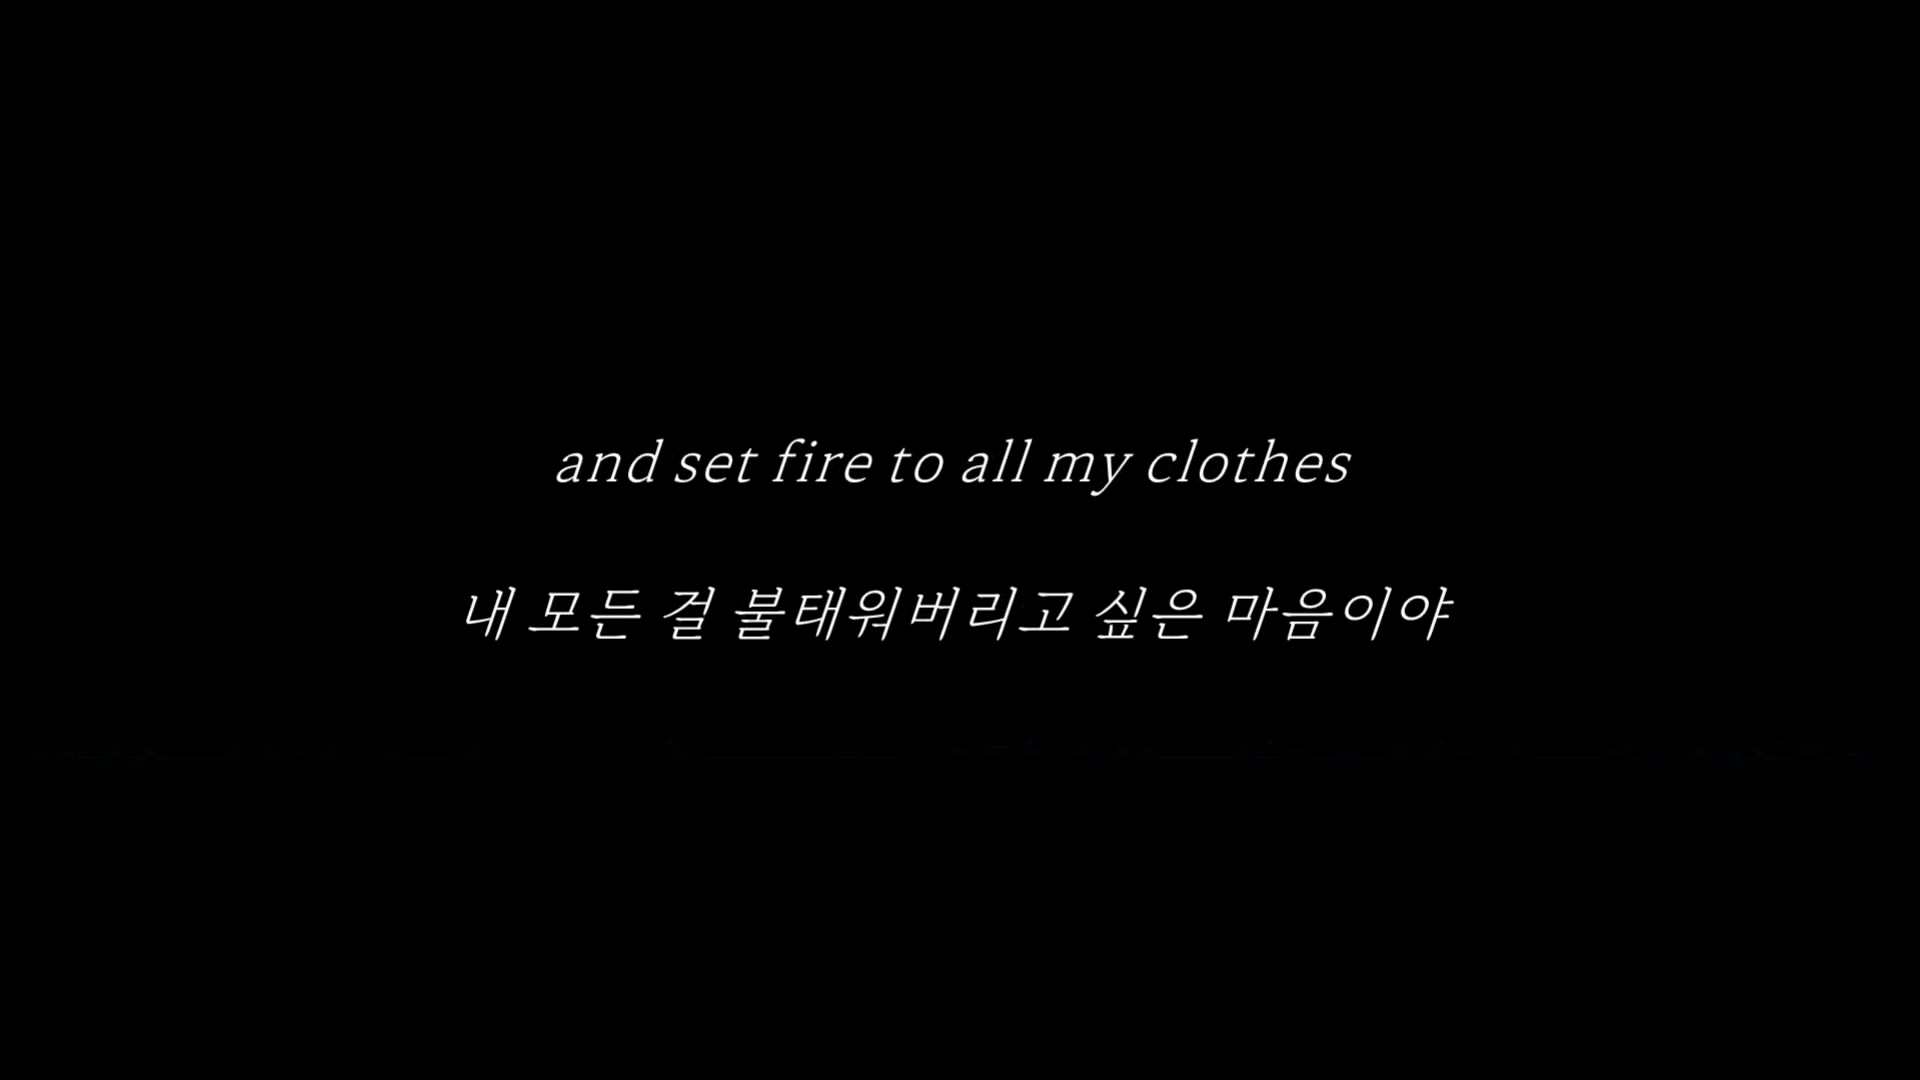 and set fire to all my clothes
내 모든 걸 불태워버리고 싶은 마음이야